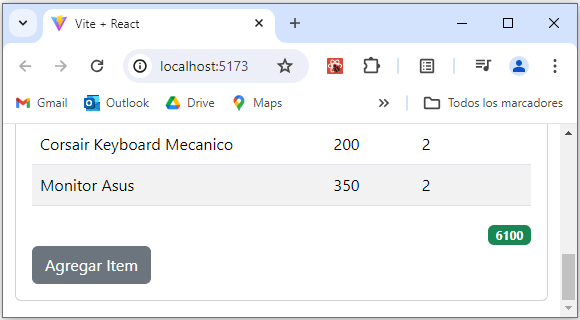 Vite + React
localhost:5173
Gmail Outlook Drive Maps Todos los marcadores
Corsair Keyboard Mecanico 200 2
Monitor Asus 350 2
6100
Agregar Item